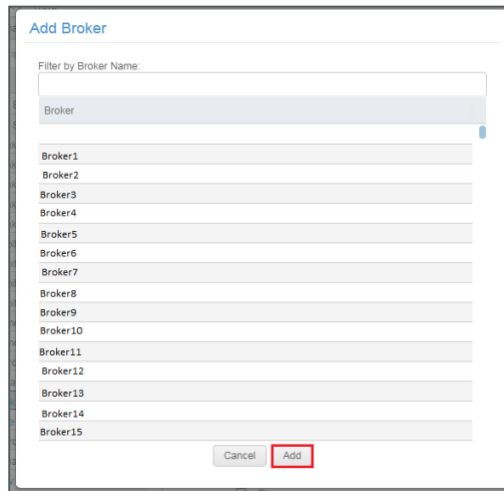 Add Broker
Filter by Broker Name:
Broker
Broker1
Broker2
Broker3
Broker4
Broker5
Broker6
Broker7
Broker8
Broker9
Broker10
Broker11
Broker12
Broker13
Broker14
Broker15
Cancel Add